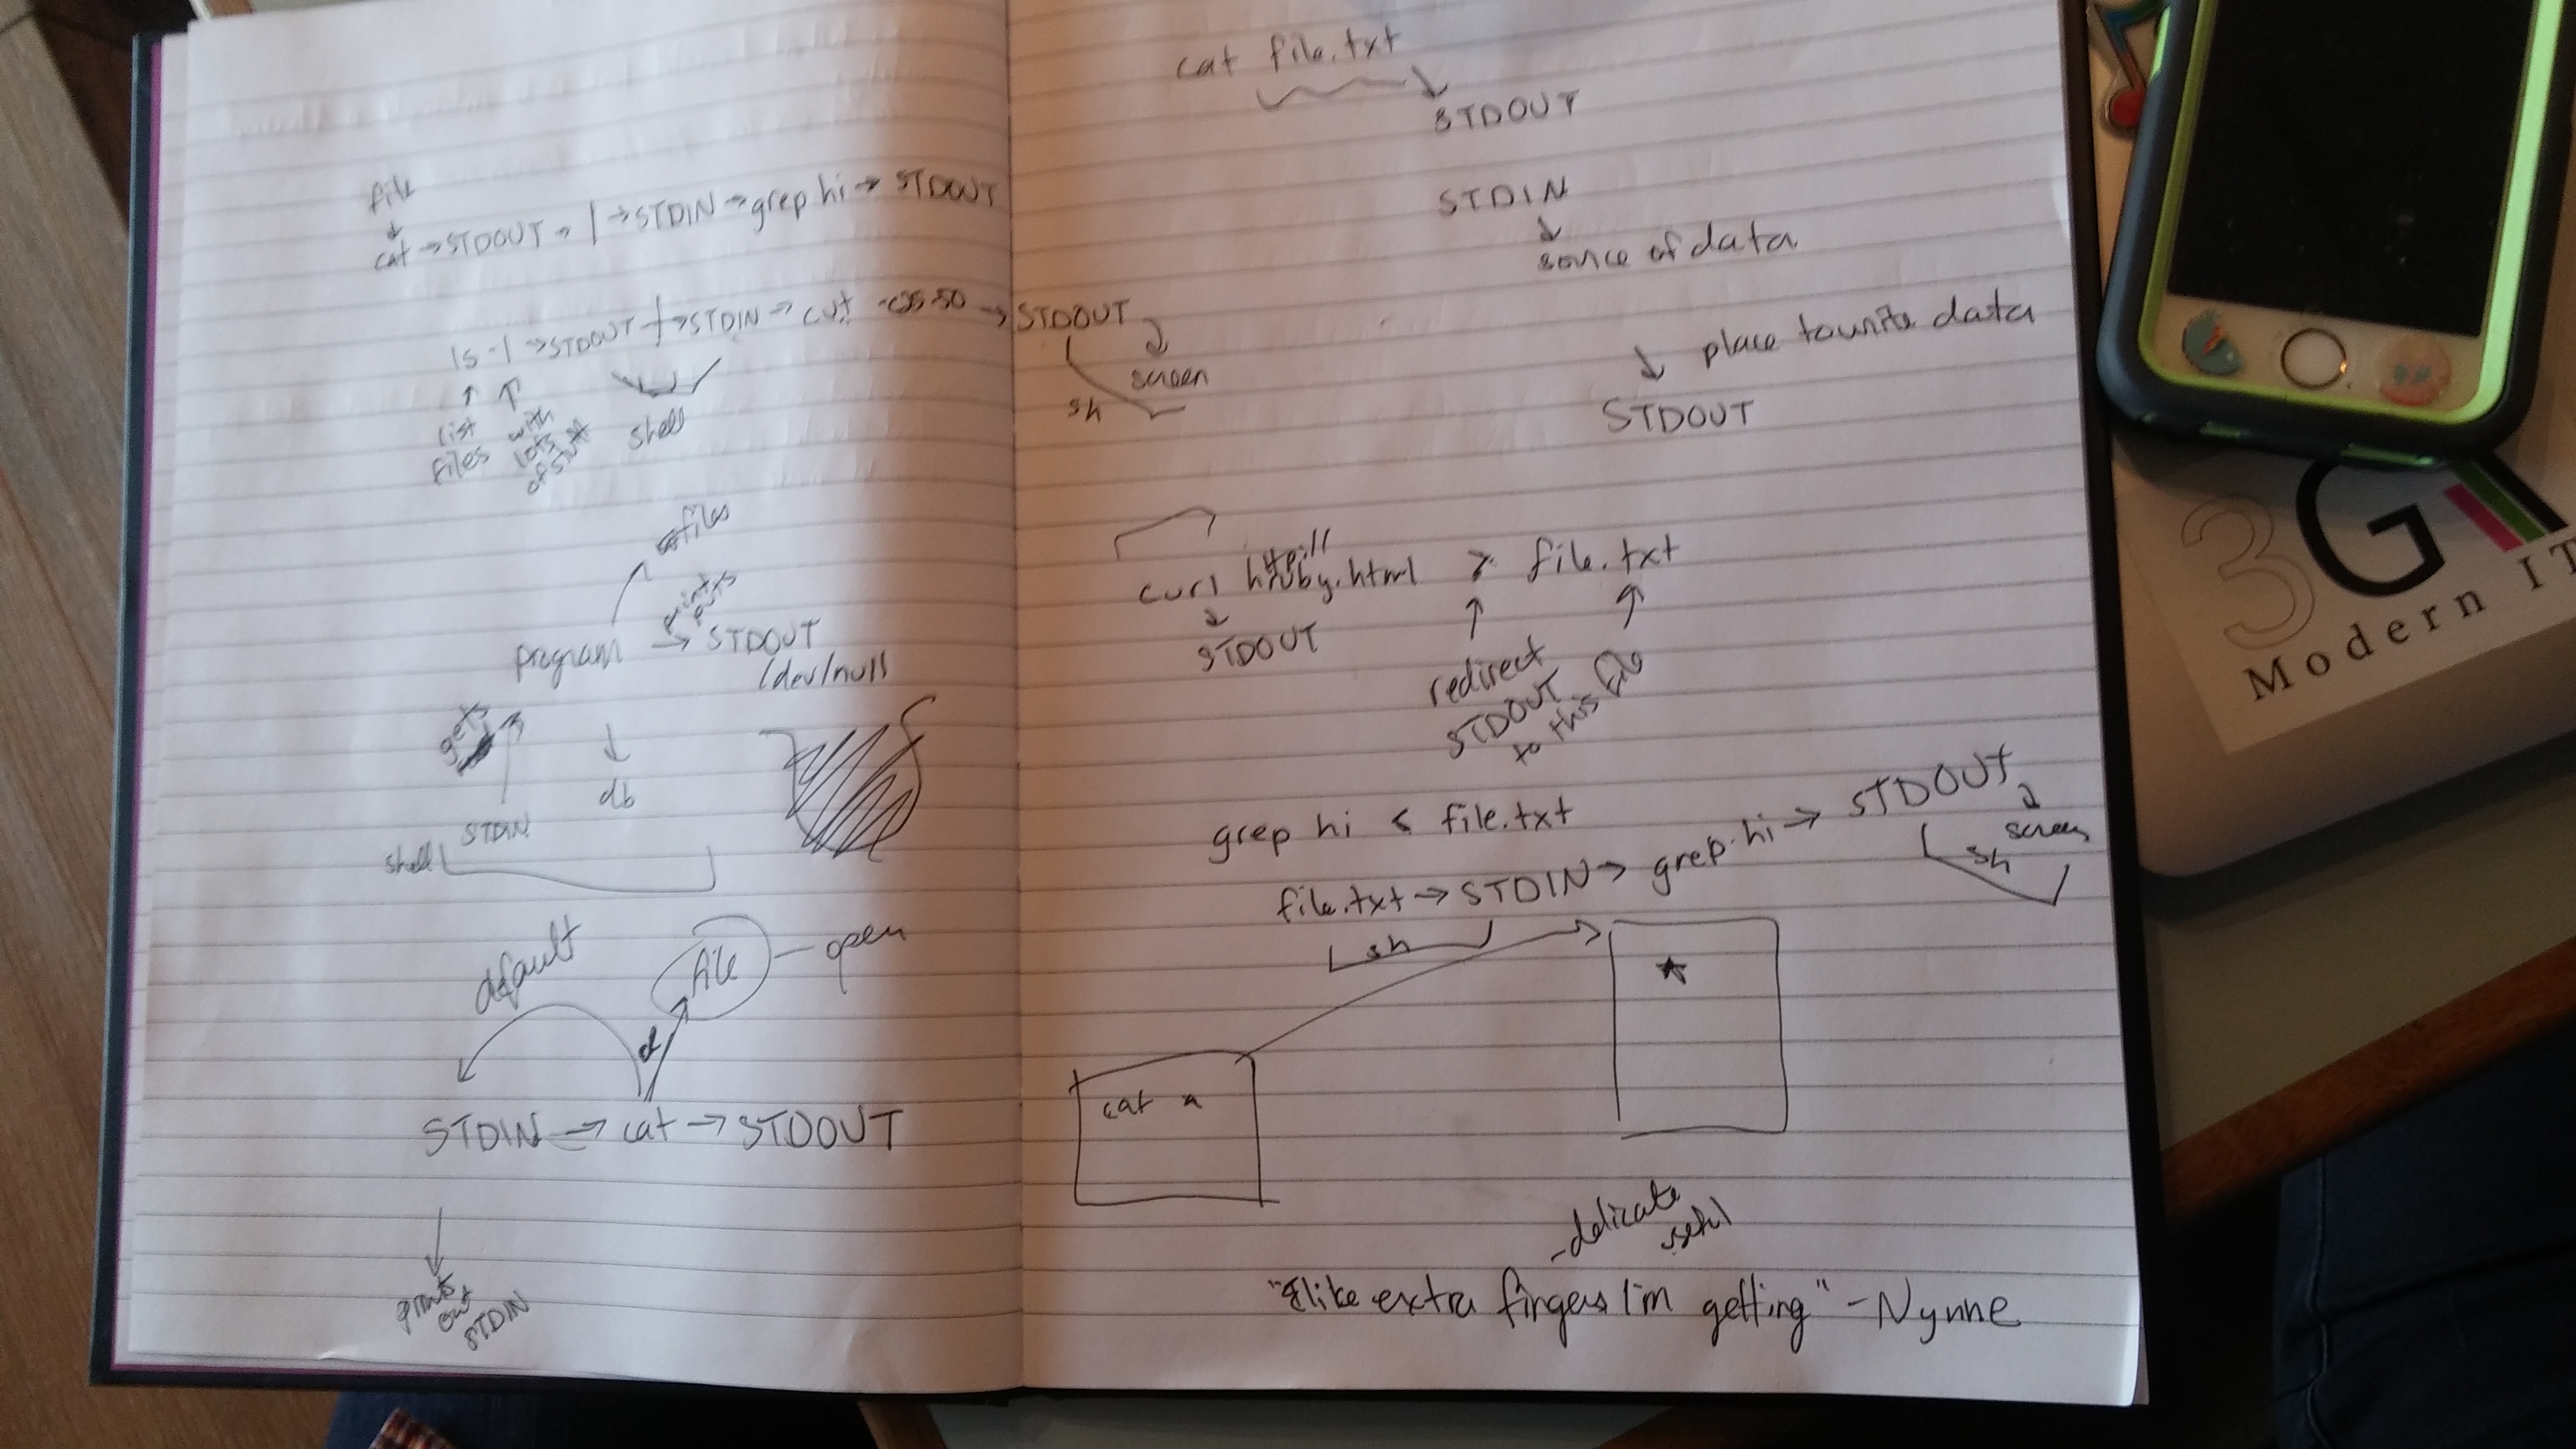 file
cat → STDOUT → | → STDIN → grep hi → STDOUT
ls -l → STDOUT → | → STDIN → cut -c25-50 → STDOUT
screen
sh
list files
with lots of stuff
shell
files
program → STDOUT
prints
puts
/dev/null
gets
STDIN
db
shell
default
file - open
STDIN → cat → STDOUT
prints
out
STDIN
cat file.txt
STDOUT
STDIN
source of data
place to write data
STDOUT
http://
curl ruby.html > file.txt
STDOUT
redirect
STDOUT
to this file
grep hi < file.txt
file.txt → STDIN → grep hi → STDOUT
screen
sh
sh
cat
- delicate
useful
"like extra fingers I'm getting" - Nynne
3G
Modern IT